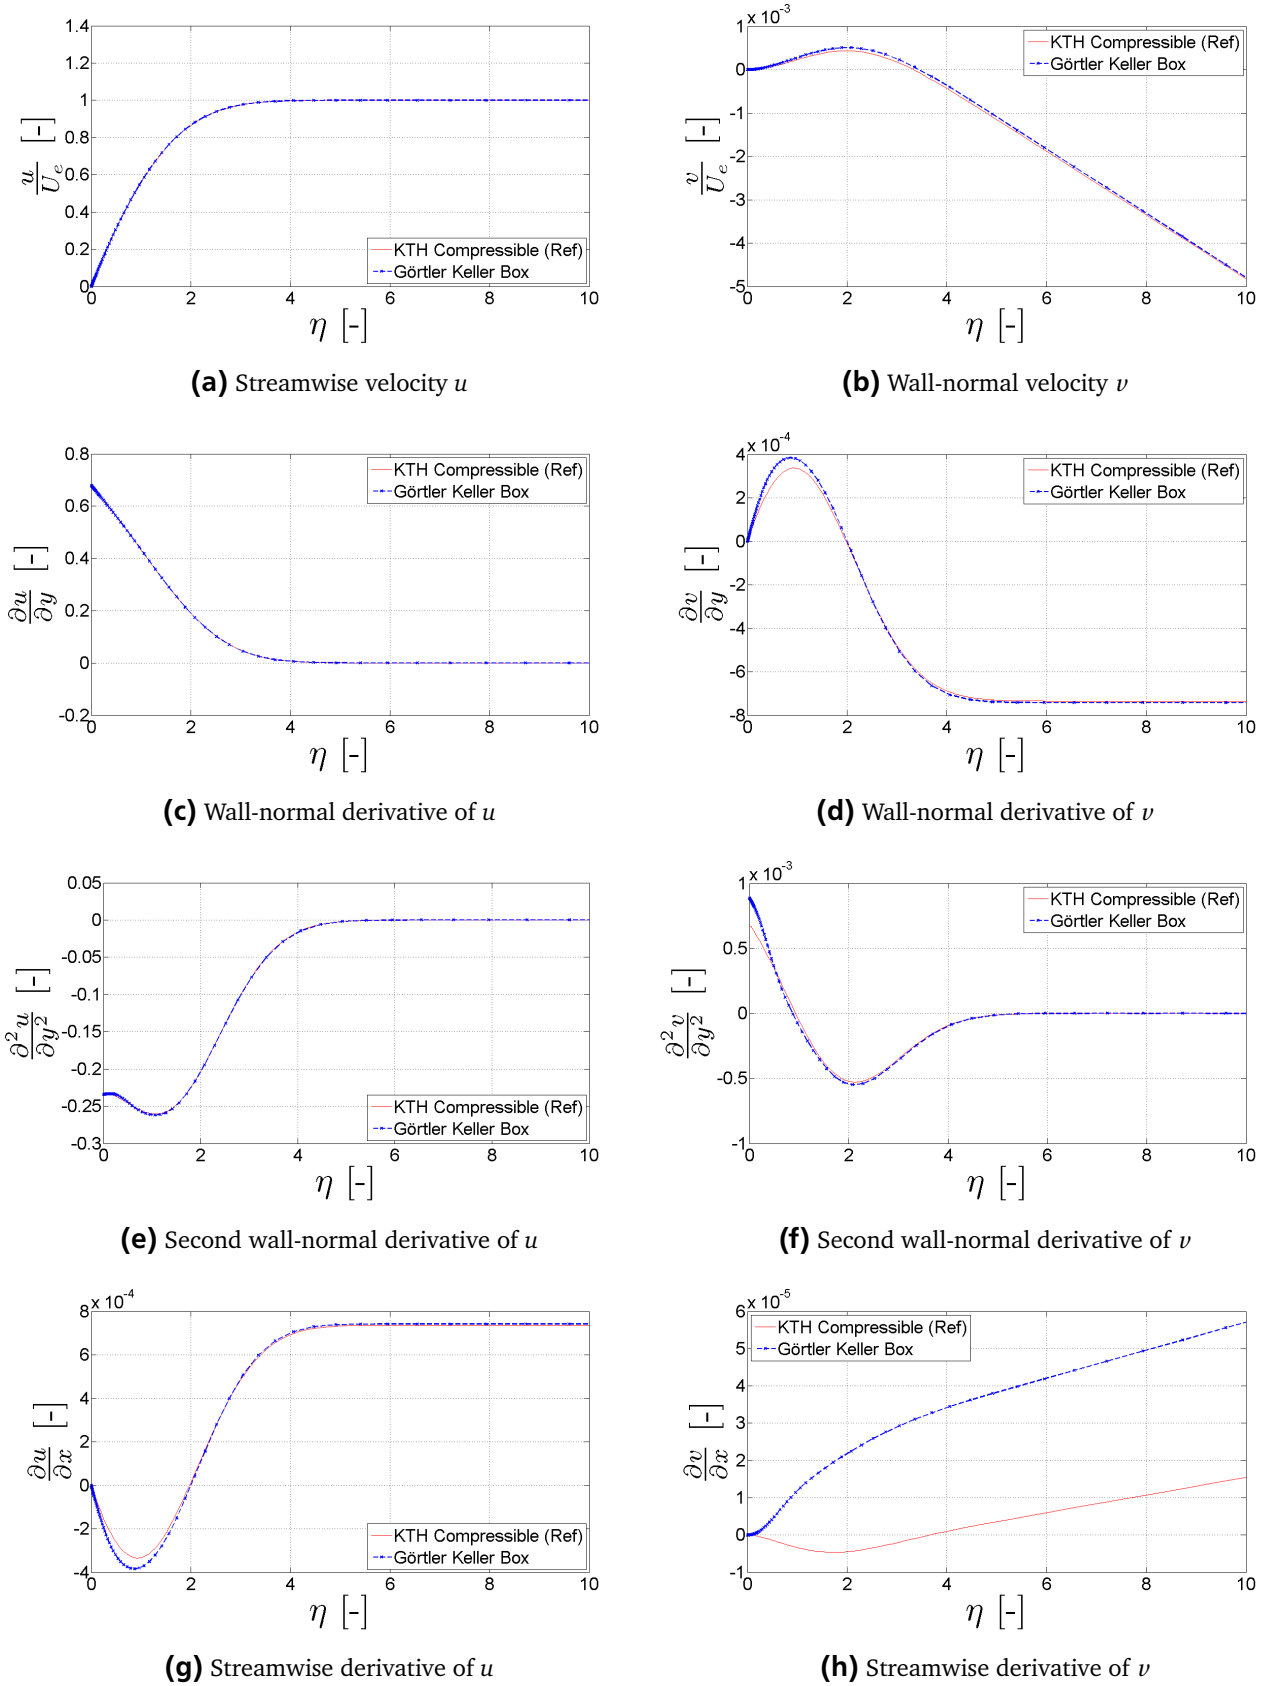 1.4
1.2
1
0.8
0.6
0.4
0.2
0
0 2 4 6 8 10
u/U_e [-]
η [-]
KTH Compressible (Ref)
Görtler Keller Box
(a) Streamwise velocity u
x 10^-3
1
0
-1
-2
-3
-4
-5
0 2 4 6 8 10
v/U_e [-]
η [-]
KTH Compressible (Ref)
Görtler Keller Box
(b) Wall-normal velocity v
0.8
0.6
0.4
0.2
0
-0.2
0 2 4 6 8 10
∂u/∂y [-]
η [-]
KTH Compressible (Ref)
Görtler Keller Box
(c) Wall-normal derivative of u
x 10^-4
4
2
0
-2
-4
-6
-8
0 2 4 6 8 10
∂v/∂y [-]
η [-]
KTH Compressible (Ref)
Görtler Keller Box
(d) Wall-normal derivative of v
0.05
0
-0.05
-0.1
-0.15
-0.2
-0.25
-0.3
0 2 4 6 8 10
∂²u/∂y² [-]
η [-]
KTH Compressible (Ref)
Görtler Keller Box
(e) Second wall-normal derivative of u
x 10^-3
1
0.5
0
-0.5
-1
0 2 4 6 8 10
∂²v/∂y² [-]
η [-]
KTH Compressible (Ref)
Görtler Keller Box
(f) Second wall-normal derivative of v
x 10^-4
8
6
4
2
0
-2
-4
0 2 4 6 8 10
∂u/∂x [-]
η [-]
KTH Compressible (Ref)
Görtler Keller Box
(g) Streamwise derivative of u
x 10^-5
6
5
4
3
2
1
0
-1
0 2 4 6 8 10
∂v/∂x [-]
η [-]
KTH Compressible (Ref)
Görtler Keller Box
(h) Streamwise derivative of v